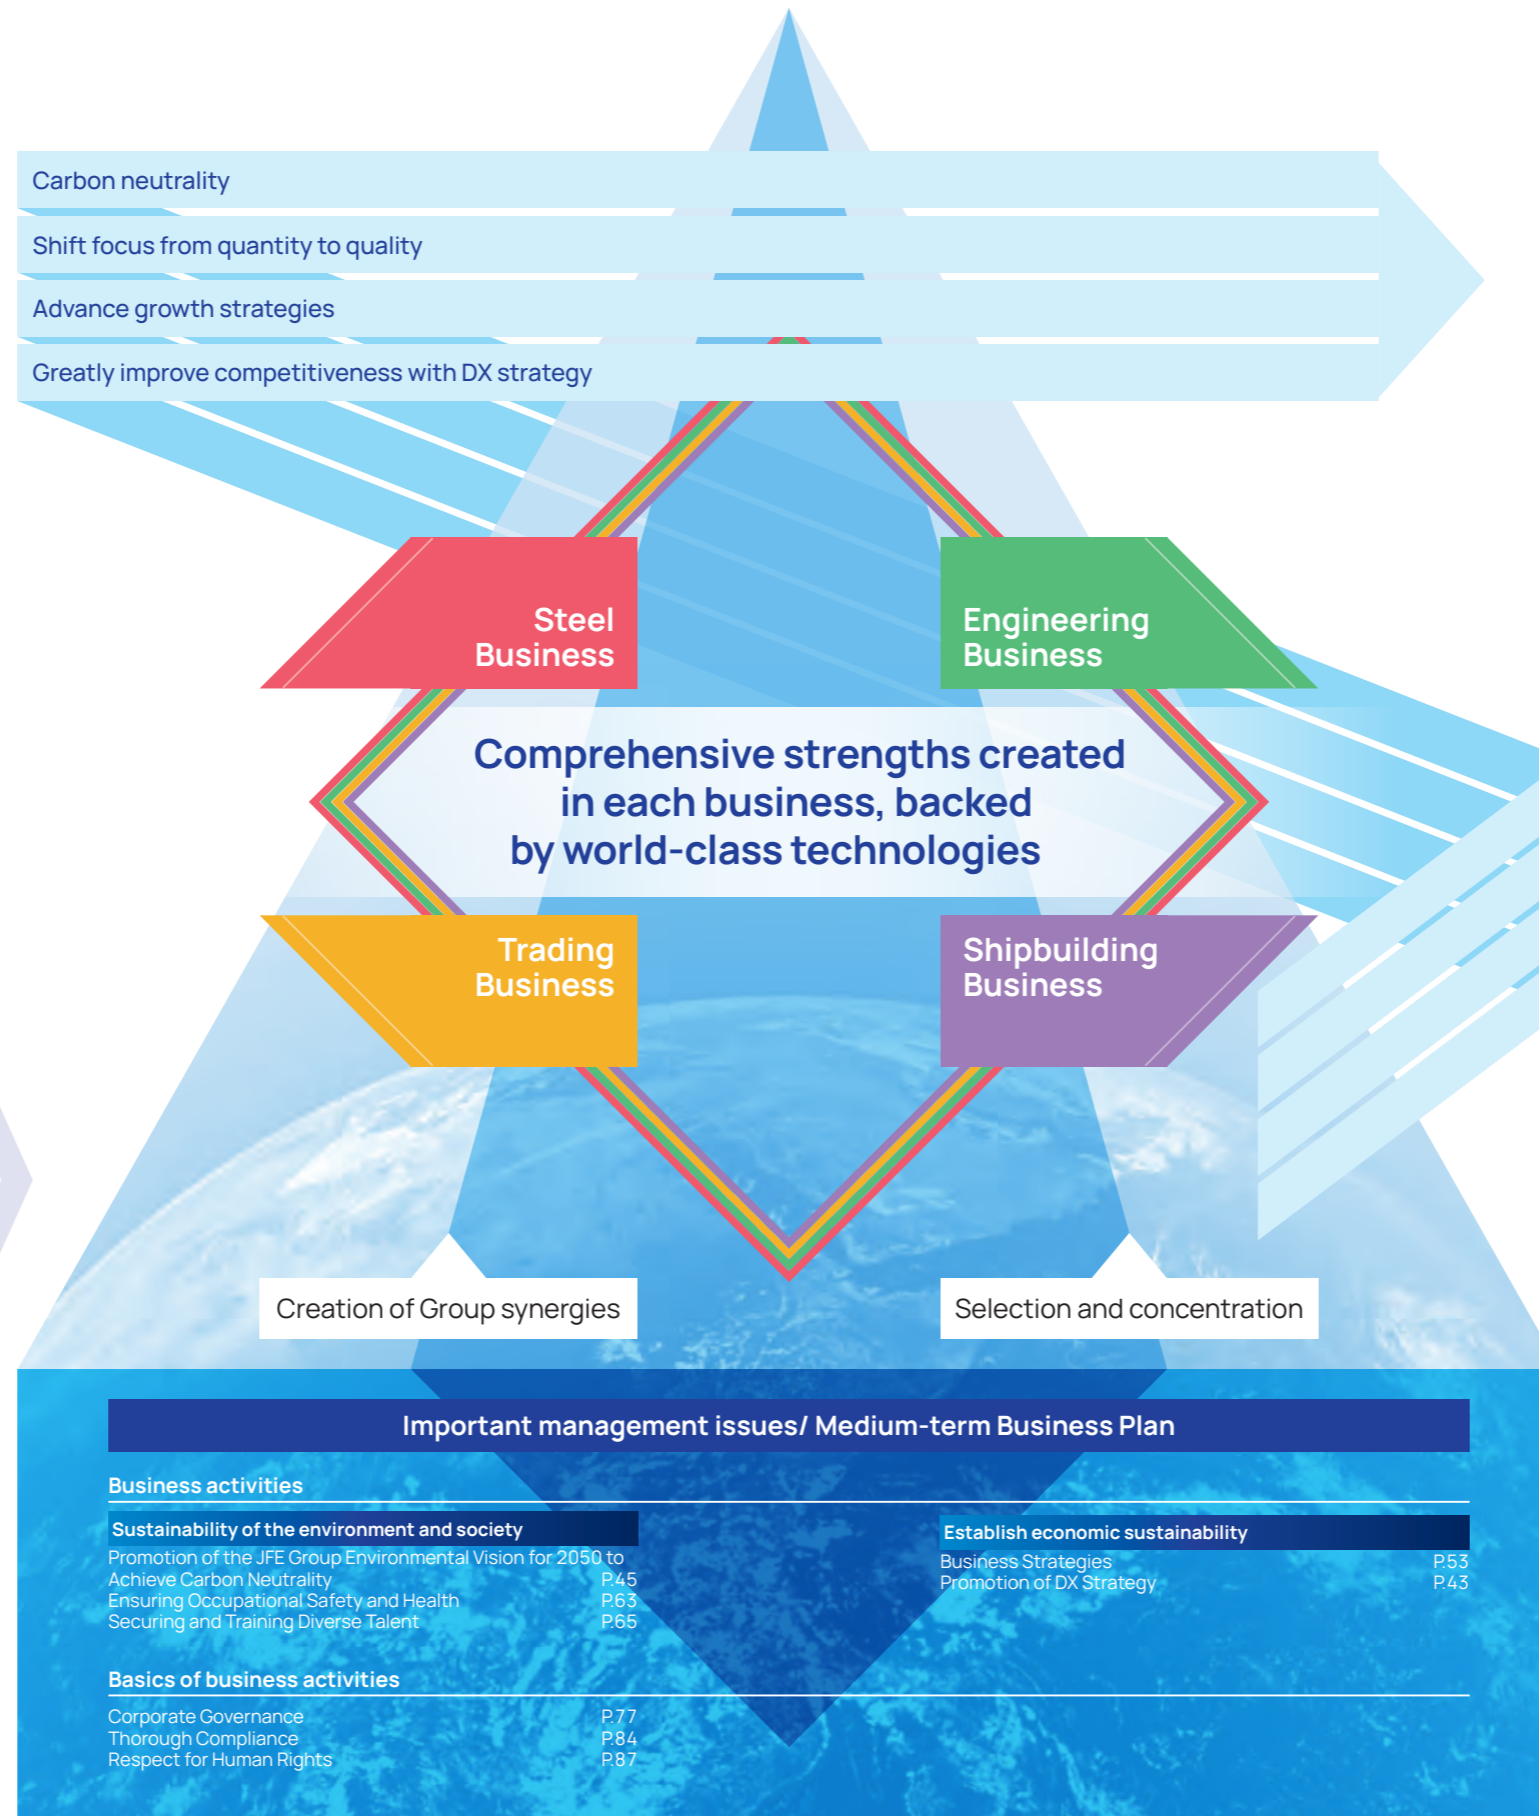 Carbon neutrality
Shift focus from quantity to quality
Advance growth strategies
Greatly improve competitiveness with DX strategy
Steel
Business
Engineering
Business
Comprehensive strengths created
in each business, backed
by world-class technologies
Trading
Business
Shipbuilding
Business
Creation of Group synergies
Selection and concentration
Important management issues/ Medium-term Business Plan
Business activities
Sustainability of the environment and society
Promotion of the JFE Group Environmental Vision for 2050 to
Achieve Carbon Neutrality P.45
Ensuring Occupational Safety and Health P.63
Securing and Training Diverse Talent P.65
Establish economic sustainability
Business Strategies P.53
Promotion of DX Strategy P.43
Basics of business activities
Corporate Governance P.77
Thorough Compliance P.84
Respect for Human Rights P.87